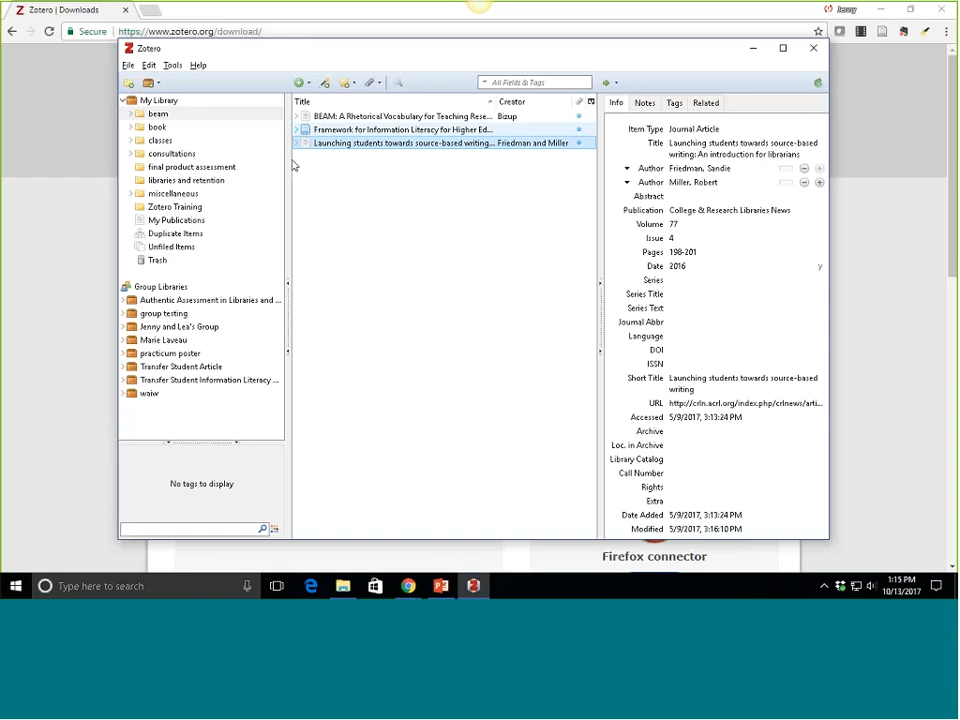 Zotero | Downloads
Jenny
Secure
https://www.zotero.org/download/
Zotero
File Edit Tools Help
All Fields & Tags
My Library
beam
book
classes
consultations
final product assessment
libraries and retention
miscellaneous
Zotero Training
My Publications
Duplicate Items
Unfiled Items
Trash
Group Libraries
Authentic Assessment in Libraries and ...
group testing
Jenny and Lea's Group
Marie Laveau
practicum poster
Transfer Student Article
Transfer Student Information Literacy ...
waiw
No tags to display
Title Creator
BEAM: A Rhetorical Vocabulary for Teaching Rese... Bizup
Framework for Information Literacy for Higher Ed...
Launching students towards source-based writing... Friedman and Miller
Info Notes Tags Related
Item Type Journal Article
Title Launching students towards source-based
writing: An introduction for librarians
Author Friedman, Sandie
Author Miller, Robert
Abstract
Publication College & Research Libraries News
Volume 77
Issue 4
Pages 198-201
Date 2016 y
Series
Series Title
Series Text
Journal Abbr
Language
DOI
ISSN
Short Title Launching students towards source-based
writing
URL http://crln.acrl.org/index.php/crlnews/arti...
Accessed 5/9/2017, 3:13:24 PM
Archive
Loc. in Archive
Library Catalog
Call Number
Rights
Extra
Date Added 5/9/2017, 3:13:24 PM
Modified 5/9/2017, 3:16:10 PM
Firefox connector
Type here to search
1:15 PM
10/13/2017